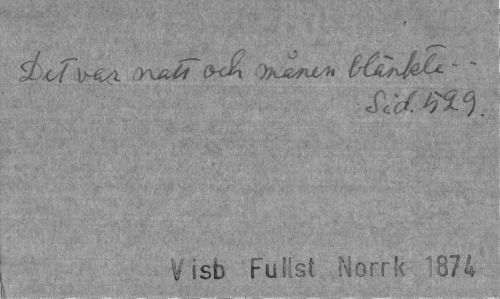 Det var natt och månen blänkte - -
Sid. 529.
Visb Fullst Norrk 1874